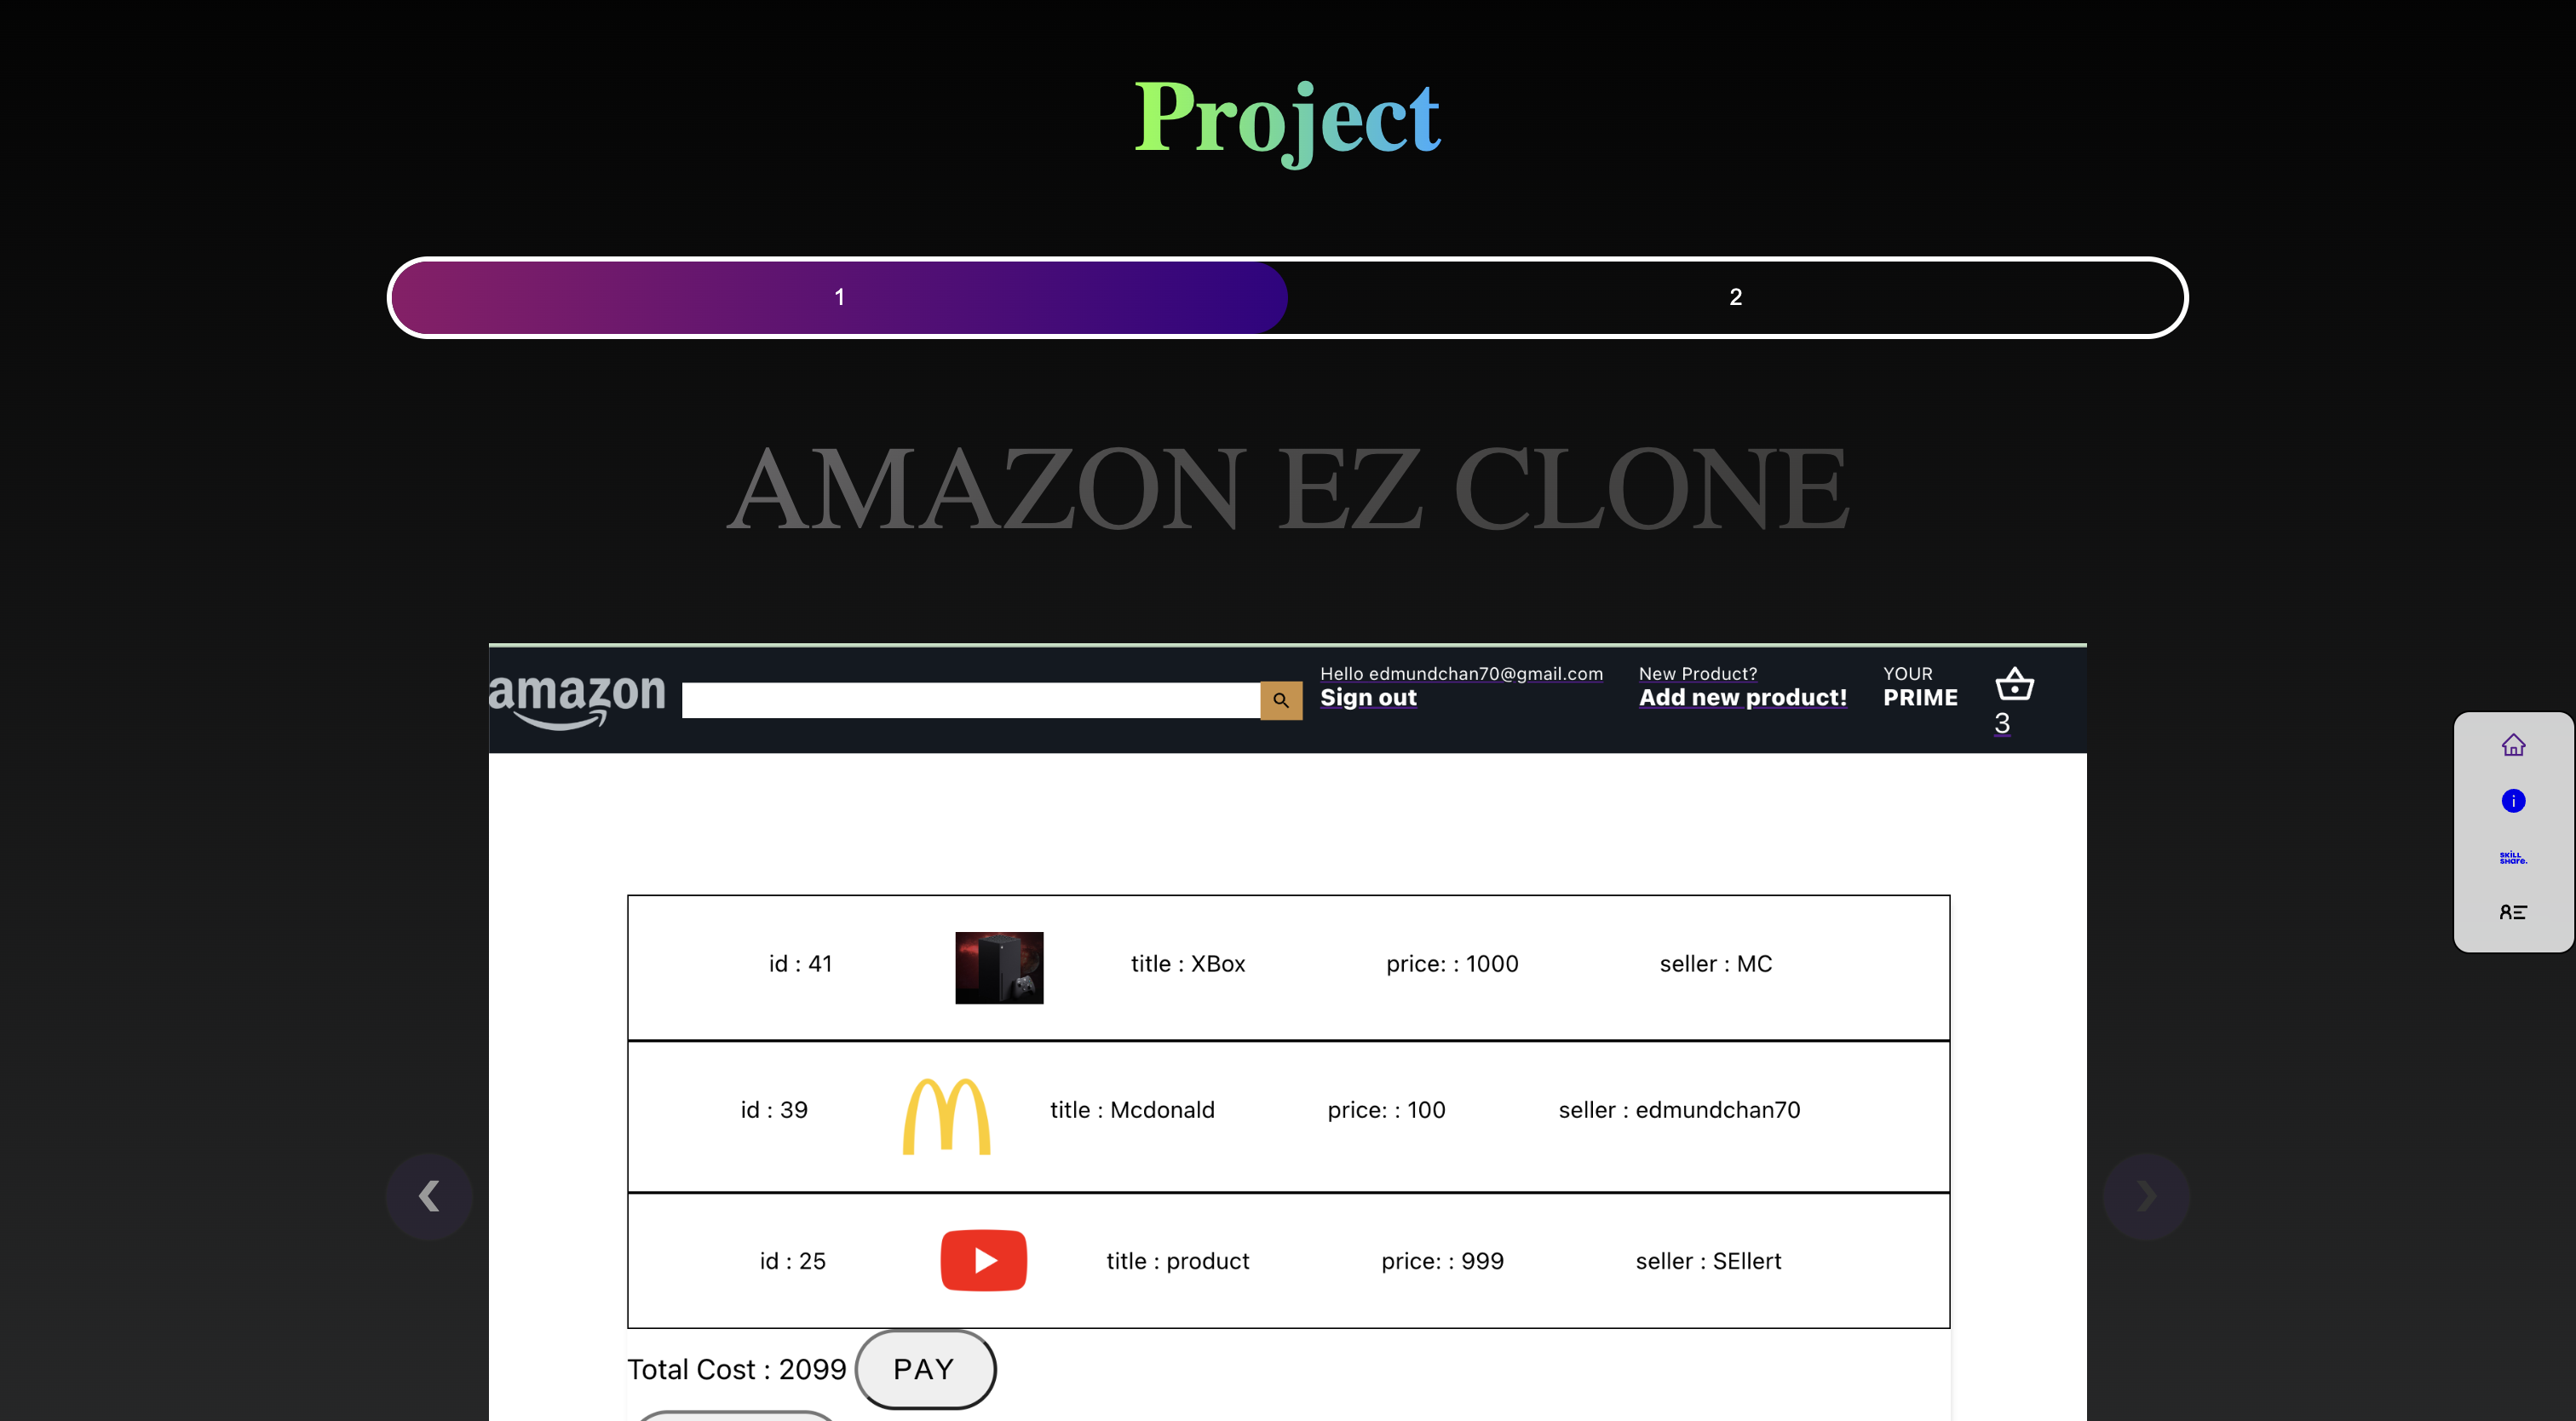 Project
1 2
AMAZON EZ CLONE
amazon
Hello edmundchan70@gmail.com New Product? YOUR
Sign out Add new product! PRIME
3
SKILL
SHare.
id : 41 title : XBox price: : 1000 seller : MC
id : 39 title : Mcdonald price: : 100 seller : edmundchan70
id : 25 title : product price: : 999 seller : SEllert
Total Cost : 2099 PAY